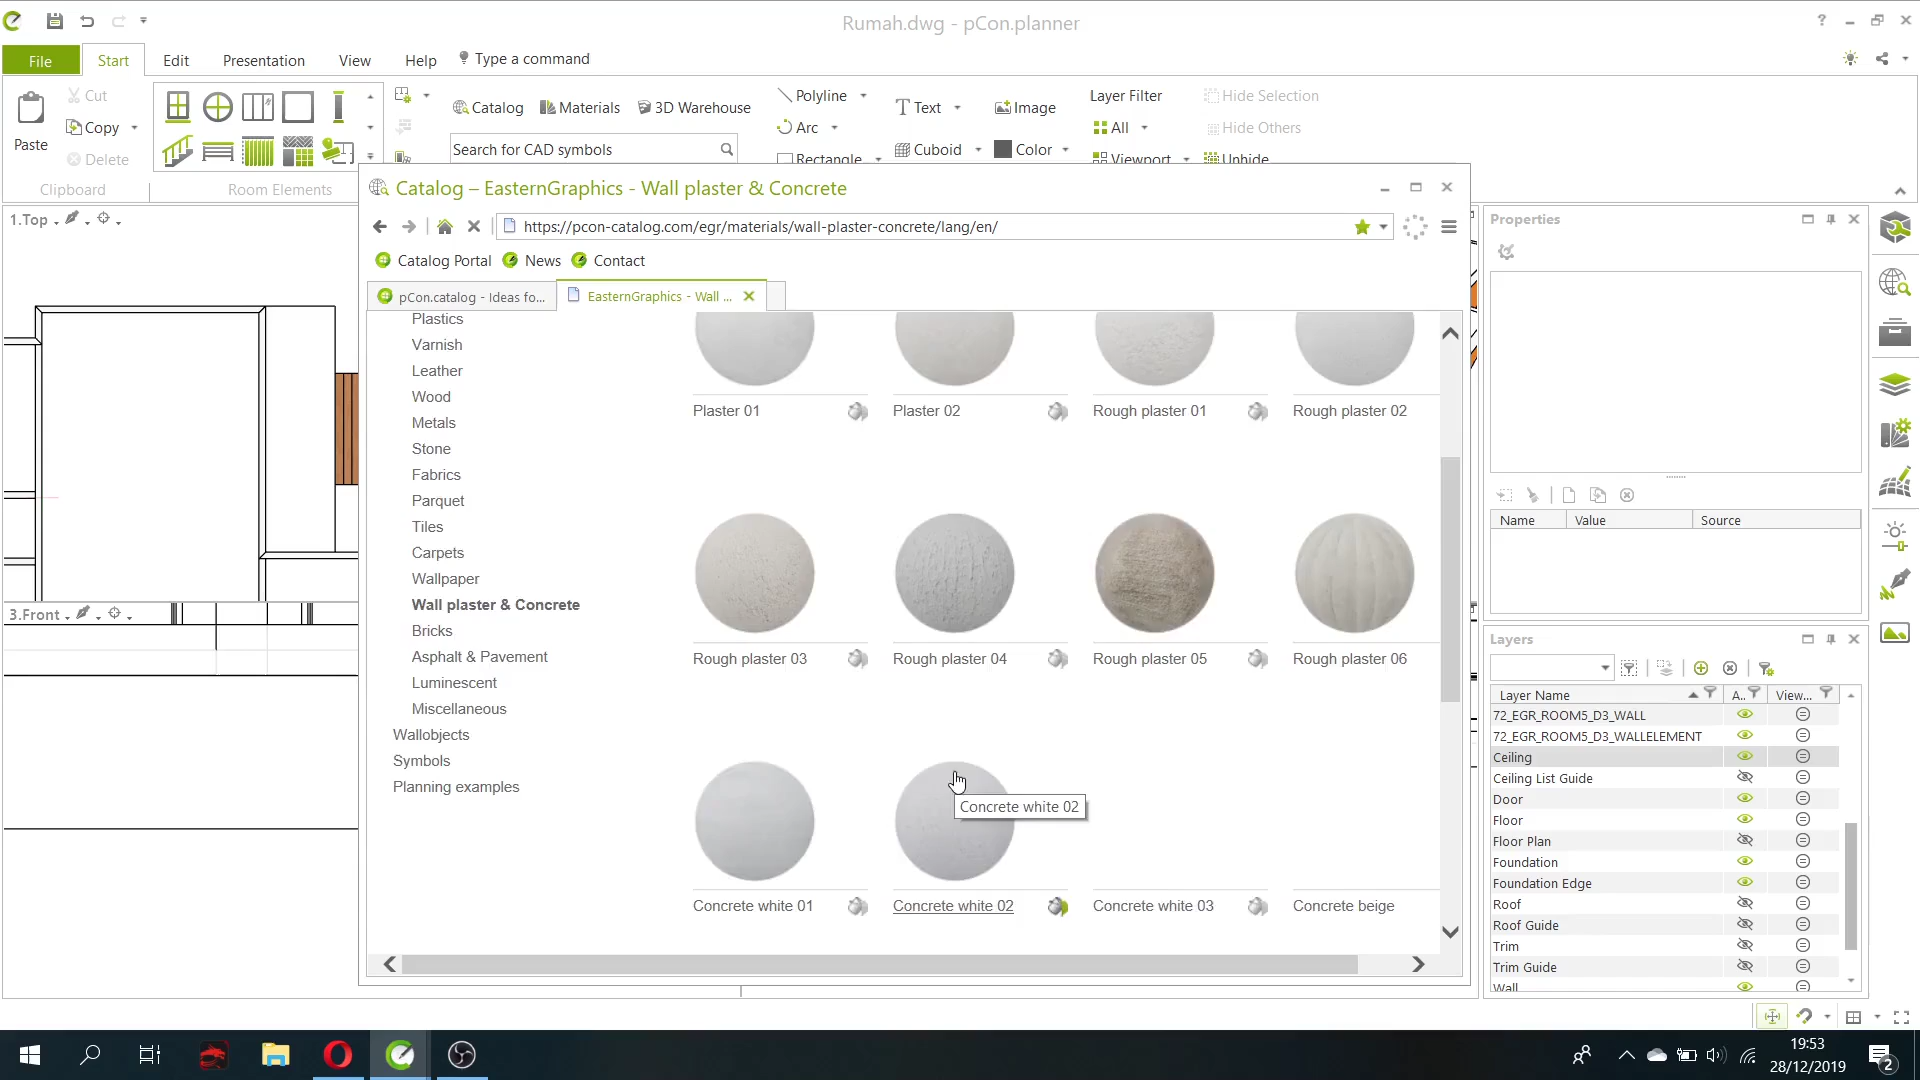 Rumah.dwg - pCon.planner
File
Start
Edit
Presentation
View
Help
Type a command
Cut
Copy
Delete
Paste
Clipboard
Room Elements
Catalog
Materials
3D Warehouse
Search for CAD symbols
Polyline
Arc
Rectangle
Text
Cuboid
Image
Color
Layer Filter
All
Viewport
Hide Selection
Hide Others
Unhide
1.Top
3.Front
Catalog – EasternGraphics - Wall plaster & Concrete
https://pcon-catalog.com/egr/materials/wall-plaster-concrete/lang/en/
Catalog Portal
News
Contact
pCon.catalog - Ideas fo...
EasternGraphics - Wall ...
Plastics
Varnish
Leather
Wood
Metals
Stone
Fabrics
Parquet
Tiles
Carpets
Wallpaper
Wall plaster & Concrete
Bricks
Asphalt & Pavement
Luminescent
Miscellaneous
Wallobjects
Symbols
Planning examples
Plaster 01
Plaster 02
Rough plaster 01
Rough plaster 02
Rough plaster 03
Rough plaster 04
Rough plaster 05
Rough plaster 06
Concrete white 02
Concrete white 01
Concrete white 02
Concrete white 03
Concrete beige
Properties
Name
Value
Source
Layers
Layer Name
A..
View...
72_EGR_ROOM5_D3_WALL
72_EGR_ROOM5_D3_WALLELEMENT
Ceiling
Ceiling List Guide
Door
Floor
Floor Plan
Foundation
Foundation Edge
Roof
Roof Guide
Trim
Trim Guide
Wall
19:53
28/12/2019
2